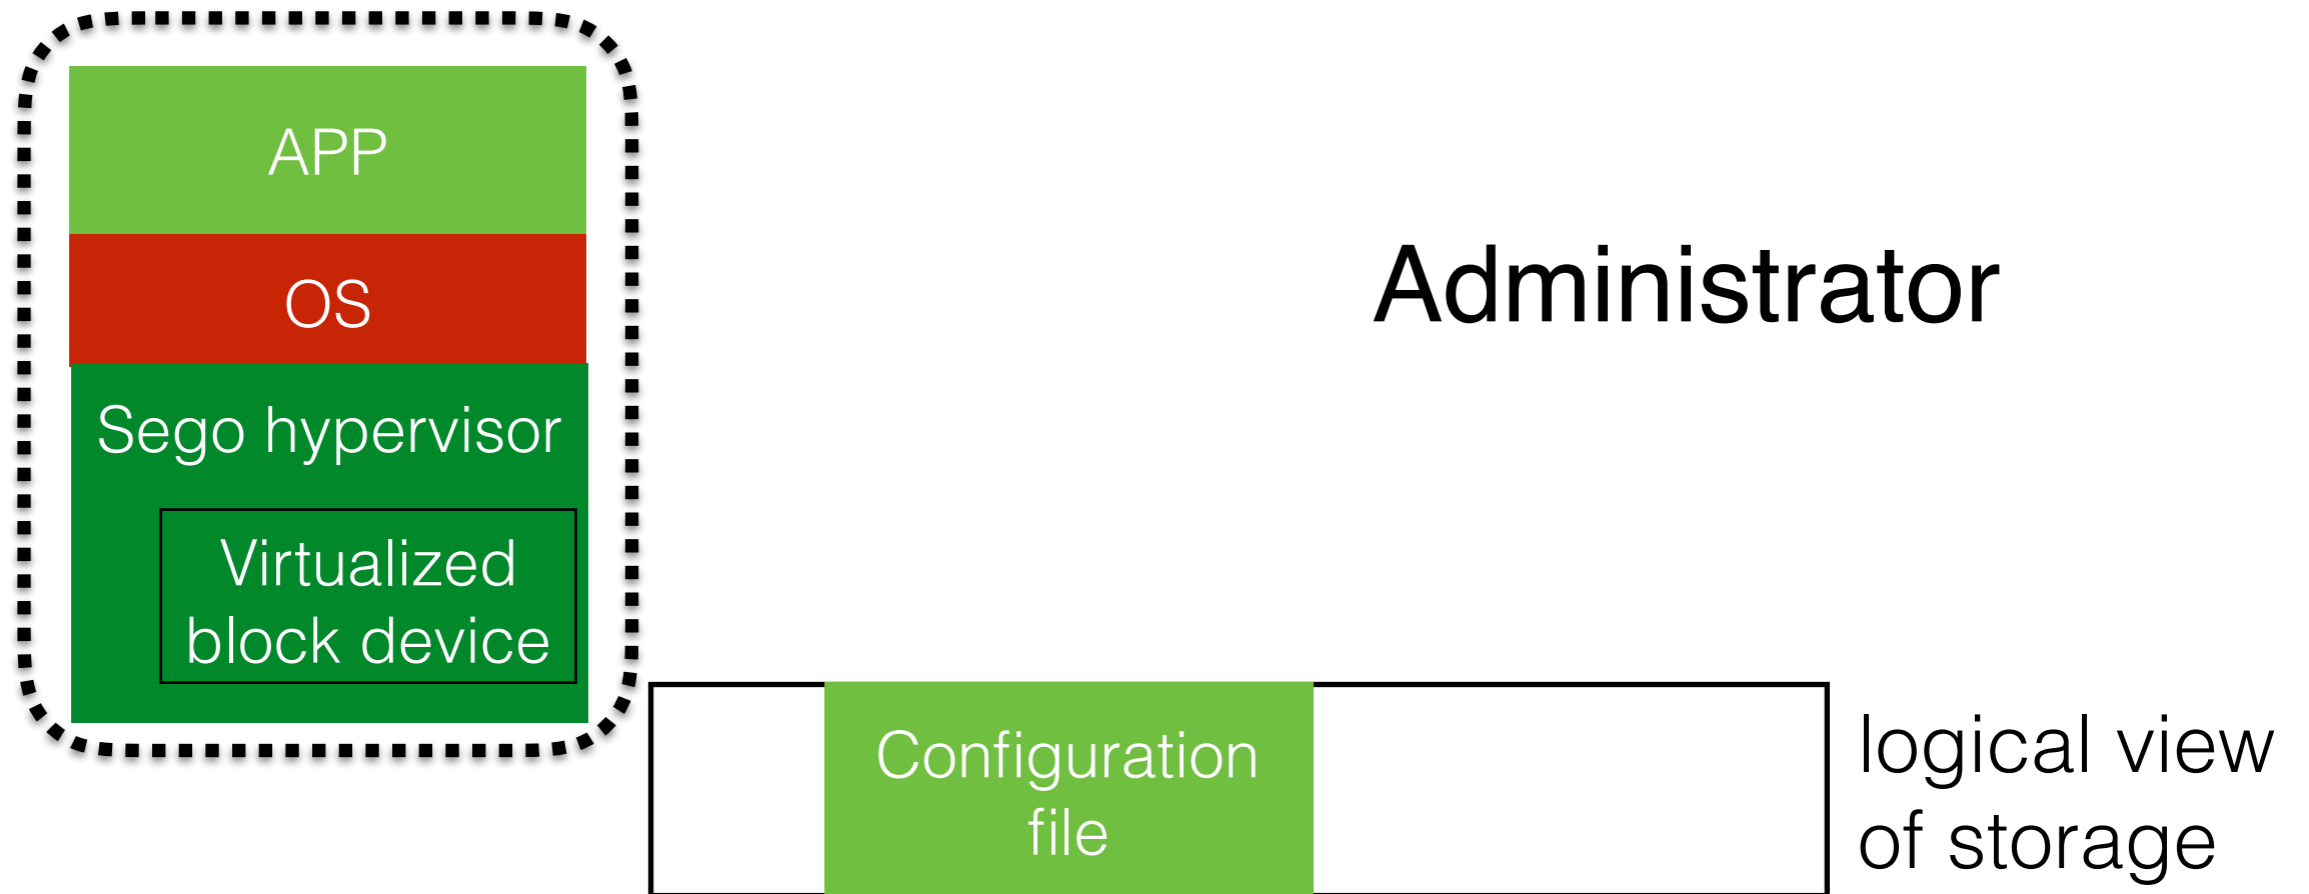 APP
OS
Sego hypervisor
Virtualized
block device
Administrator
Configuration
file
logical view
of storage